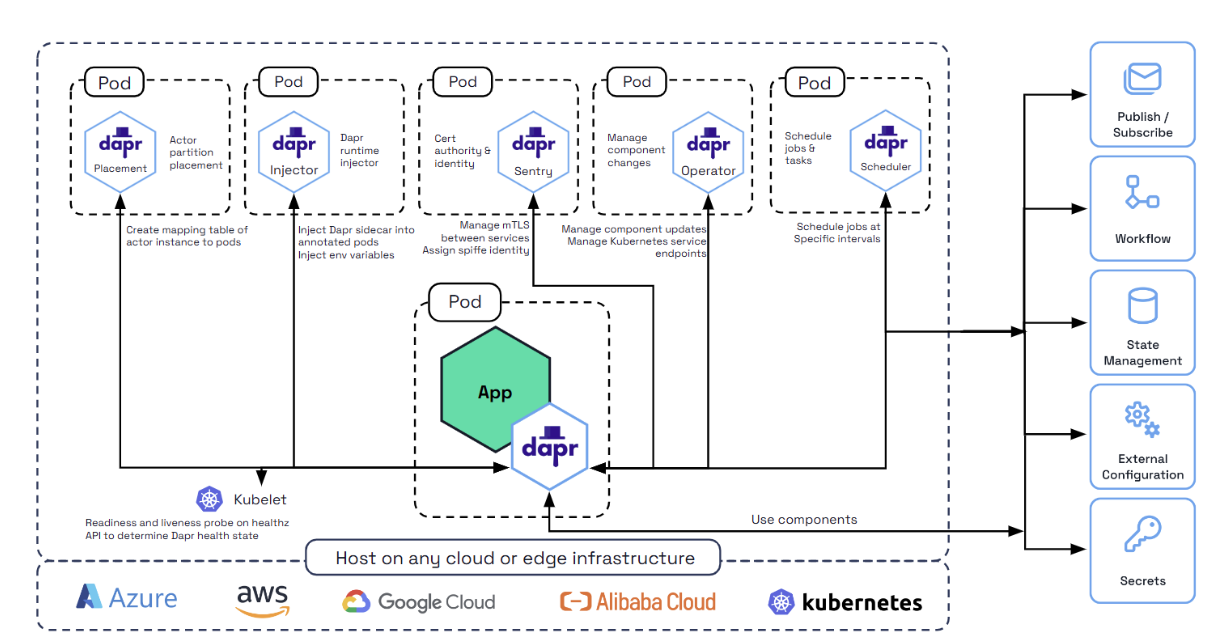 Pod
dapr
Placement
Actor
partition
placement
Create mapping table of
actor instance to pods
Pod
dapr
Injector
Dapr
runtime
injector
Inject Dapr sidecar into
annotated pods
Inject env variables
Pod
Cert
authority &
identity
dapr
Sentry
Manage mTLS
between services
Assign spiffe identity
Pod
Manage
component
changes
dapr
Operator
Manage component updates
Manage Kubernetes service
endpoints
Pod
Schedule
jobs &
tasks
dapr
Scheduler
Schedule jobs at
Specific intervals
Pod
App
dapr
Kubelet
Readiness and liveness probe on healthz
API to determine Dapr health state
Use components
Publish /
Subscribe
Workflow
State
Management
External
Configuration
Secrets
Host on any cloud or edge infrastructure
Azure
aws
Google Cloud
Alibaba Cloud
kubernetes